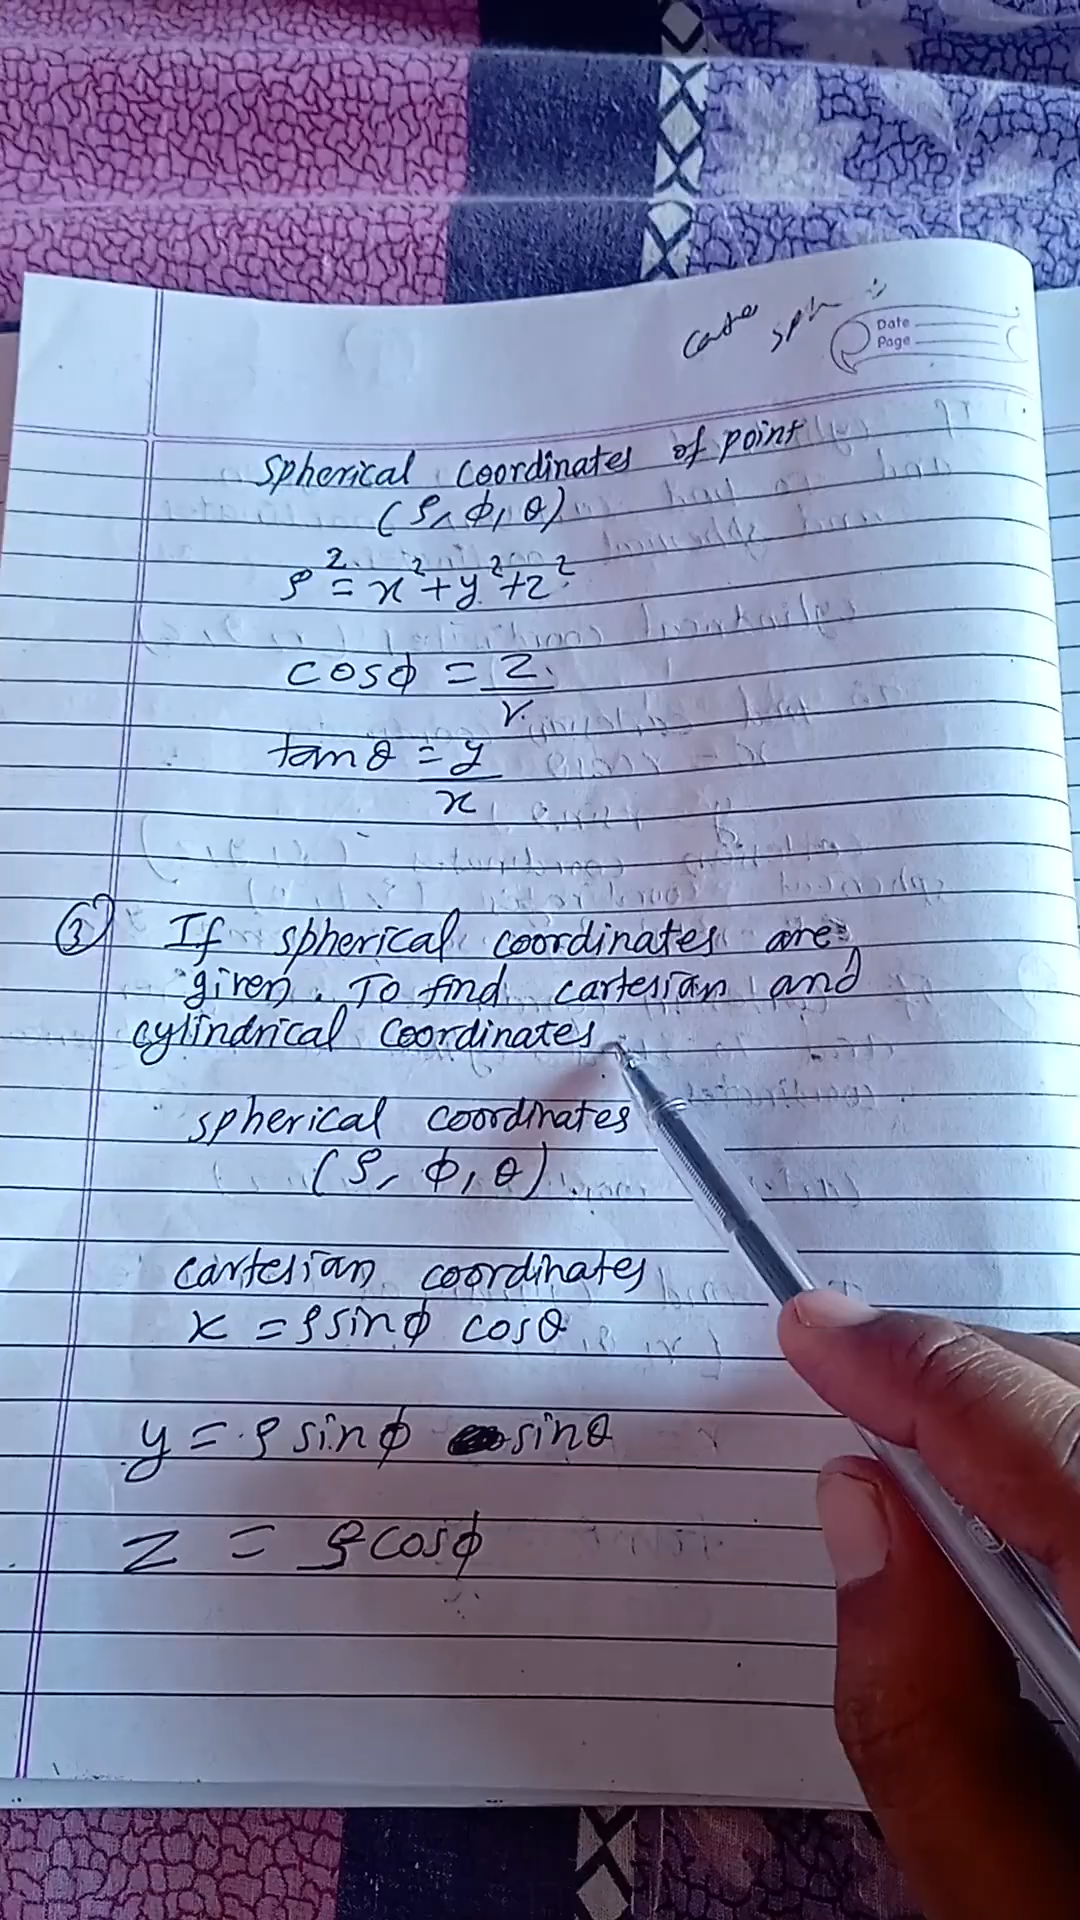 Date
Page
Spherical coordinates of point
(ρ, ϕ, θ)
ρ² = x² + y² + z²
cosϕ = z/r
tanθ = y/x
③ If spherical coordinates are
given. To find cartesian and
cylindrical coordinates
spherical coordinates
(ρ, ϕ, θ)
cartesian coordinates
x = ρ sinϕ cosθ
y = ρ sinϕ sinθ
z = ρ cosϕ